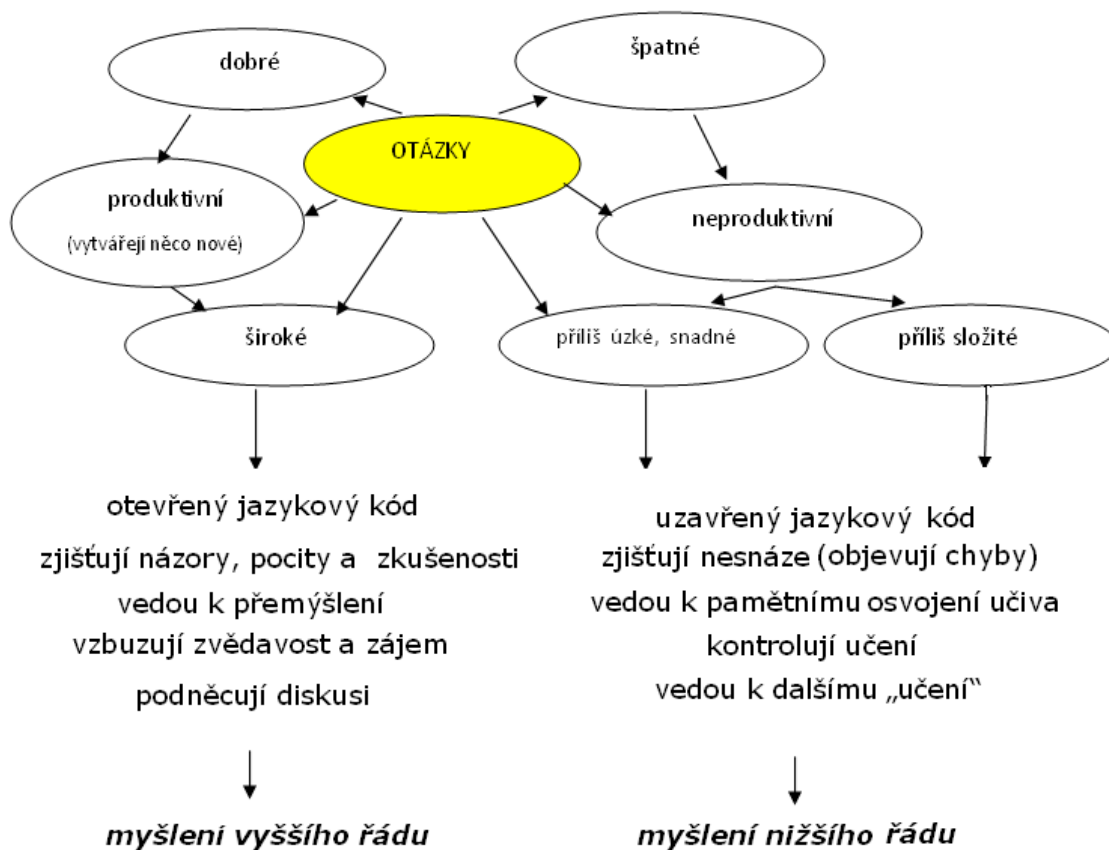 dobré
špatné
OTÁZKY
produktivní
(vytvářejí něco nové)
neproduktivní
široké
příliš úzké, snadné
příliš složité
otevřený jazykový kód
zjišťují názory, pocity a zkušenosti
vedou k přemýšlení
vzbuzují zvědavost a zájem
podněcují diskusi
uzavřený jazykový kód
zjišťují nesnáze (objevují chyby)
vedou k pamětnímu osvojení učiva
kontrolují učení
vedou k dalšímu „učení“
myšlení vyššího řádu
myšlení nižšího řádu